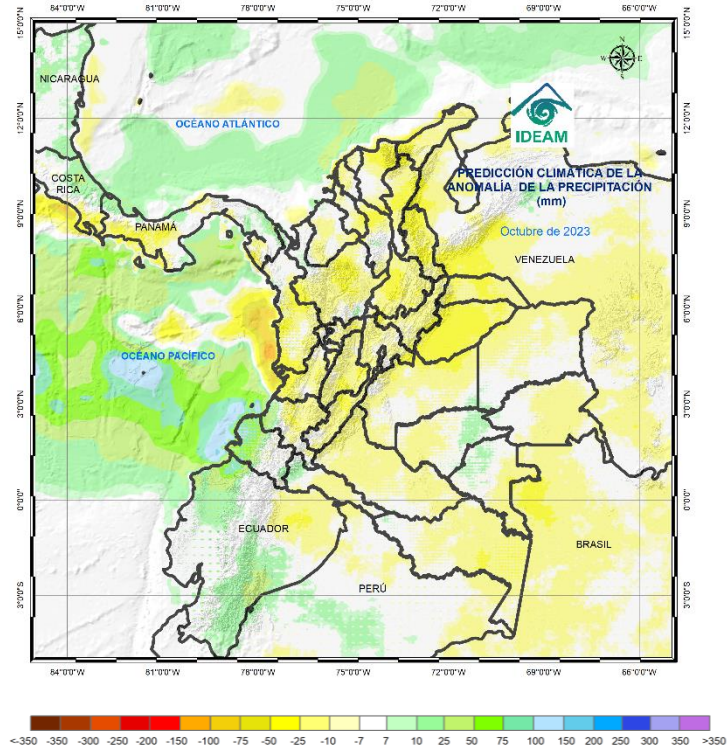 84°0'0"W 81°0'0"W 78°0'0"W 75°0'0"W 72°0'0"W 69°0'0"W 66°0'0"W
15°0'0"N 15°0'0"N
NICARAGUA
N
W E
S
12°0'0"N 12°0'0"N
OCÉANO ATLÁNTICO
IDEAM
COSTA
RICA
PREDICCIÓN CLIMÁTICA DE LA
ANOMALÍA DE LA PRECIPITACIÓN
(mm)
9°0'0"N 9°0'0"N
PANAMÁ
Octubre de 2023
VENEZUELA
6°0'0"N 6°0'0"N
OCÉANO PACÍFICO
3°0'0"N 3°0'0"N
0°0'0" 0°0'0"
ECUADOR
BRASIL
PERÚ
3°0'0"S 3°0'0"S
84°0'0"W 81°0'0"W 78°0'0"W 75°0'0"W 72°0'0"W 69°0'0"W 66°0'0"W
<-350 -350 -300 -250 -200 -150 -100 -75 -50 -25 -10 -7 7 10 25 50 75 100 150 200 250 300 350 >350